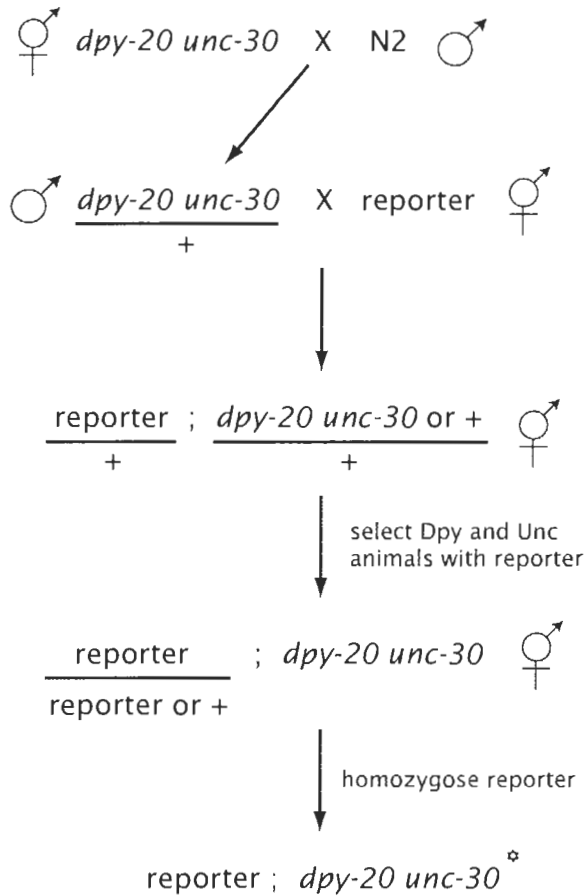 dpy-20 unc-30 X N2
dpy-20 unc-30 X reporter
+
reporter ; dpy-20 unc-30 or +
+ +
select Dpy and Unc
animals with reporter
reporter ; dpy-20 unc-30
reporter or +
homozygose reporter
reporter ; dpy-20 unc-30